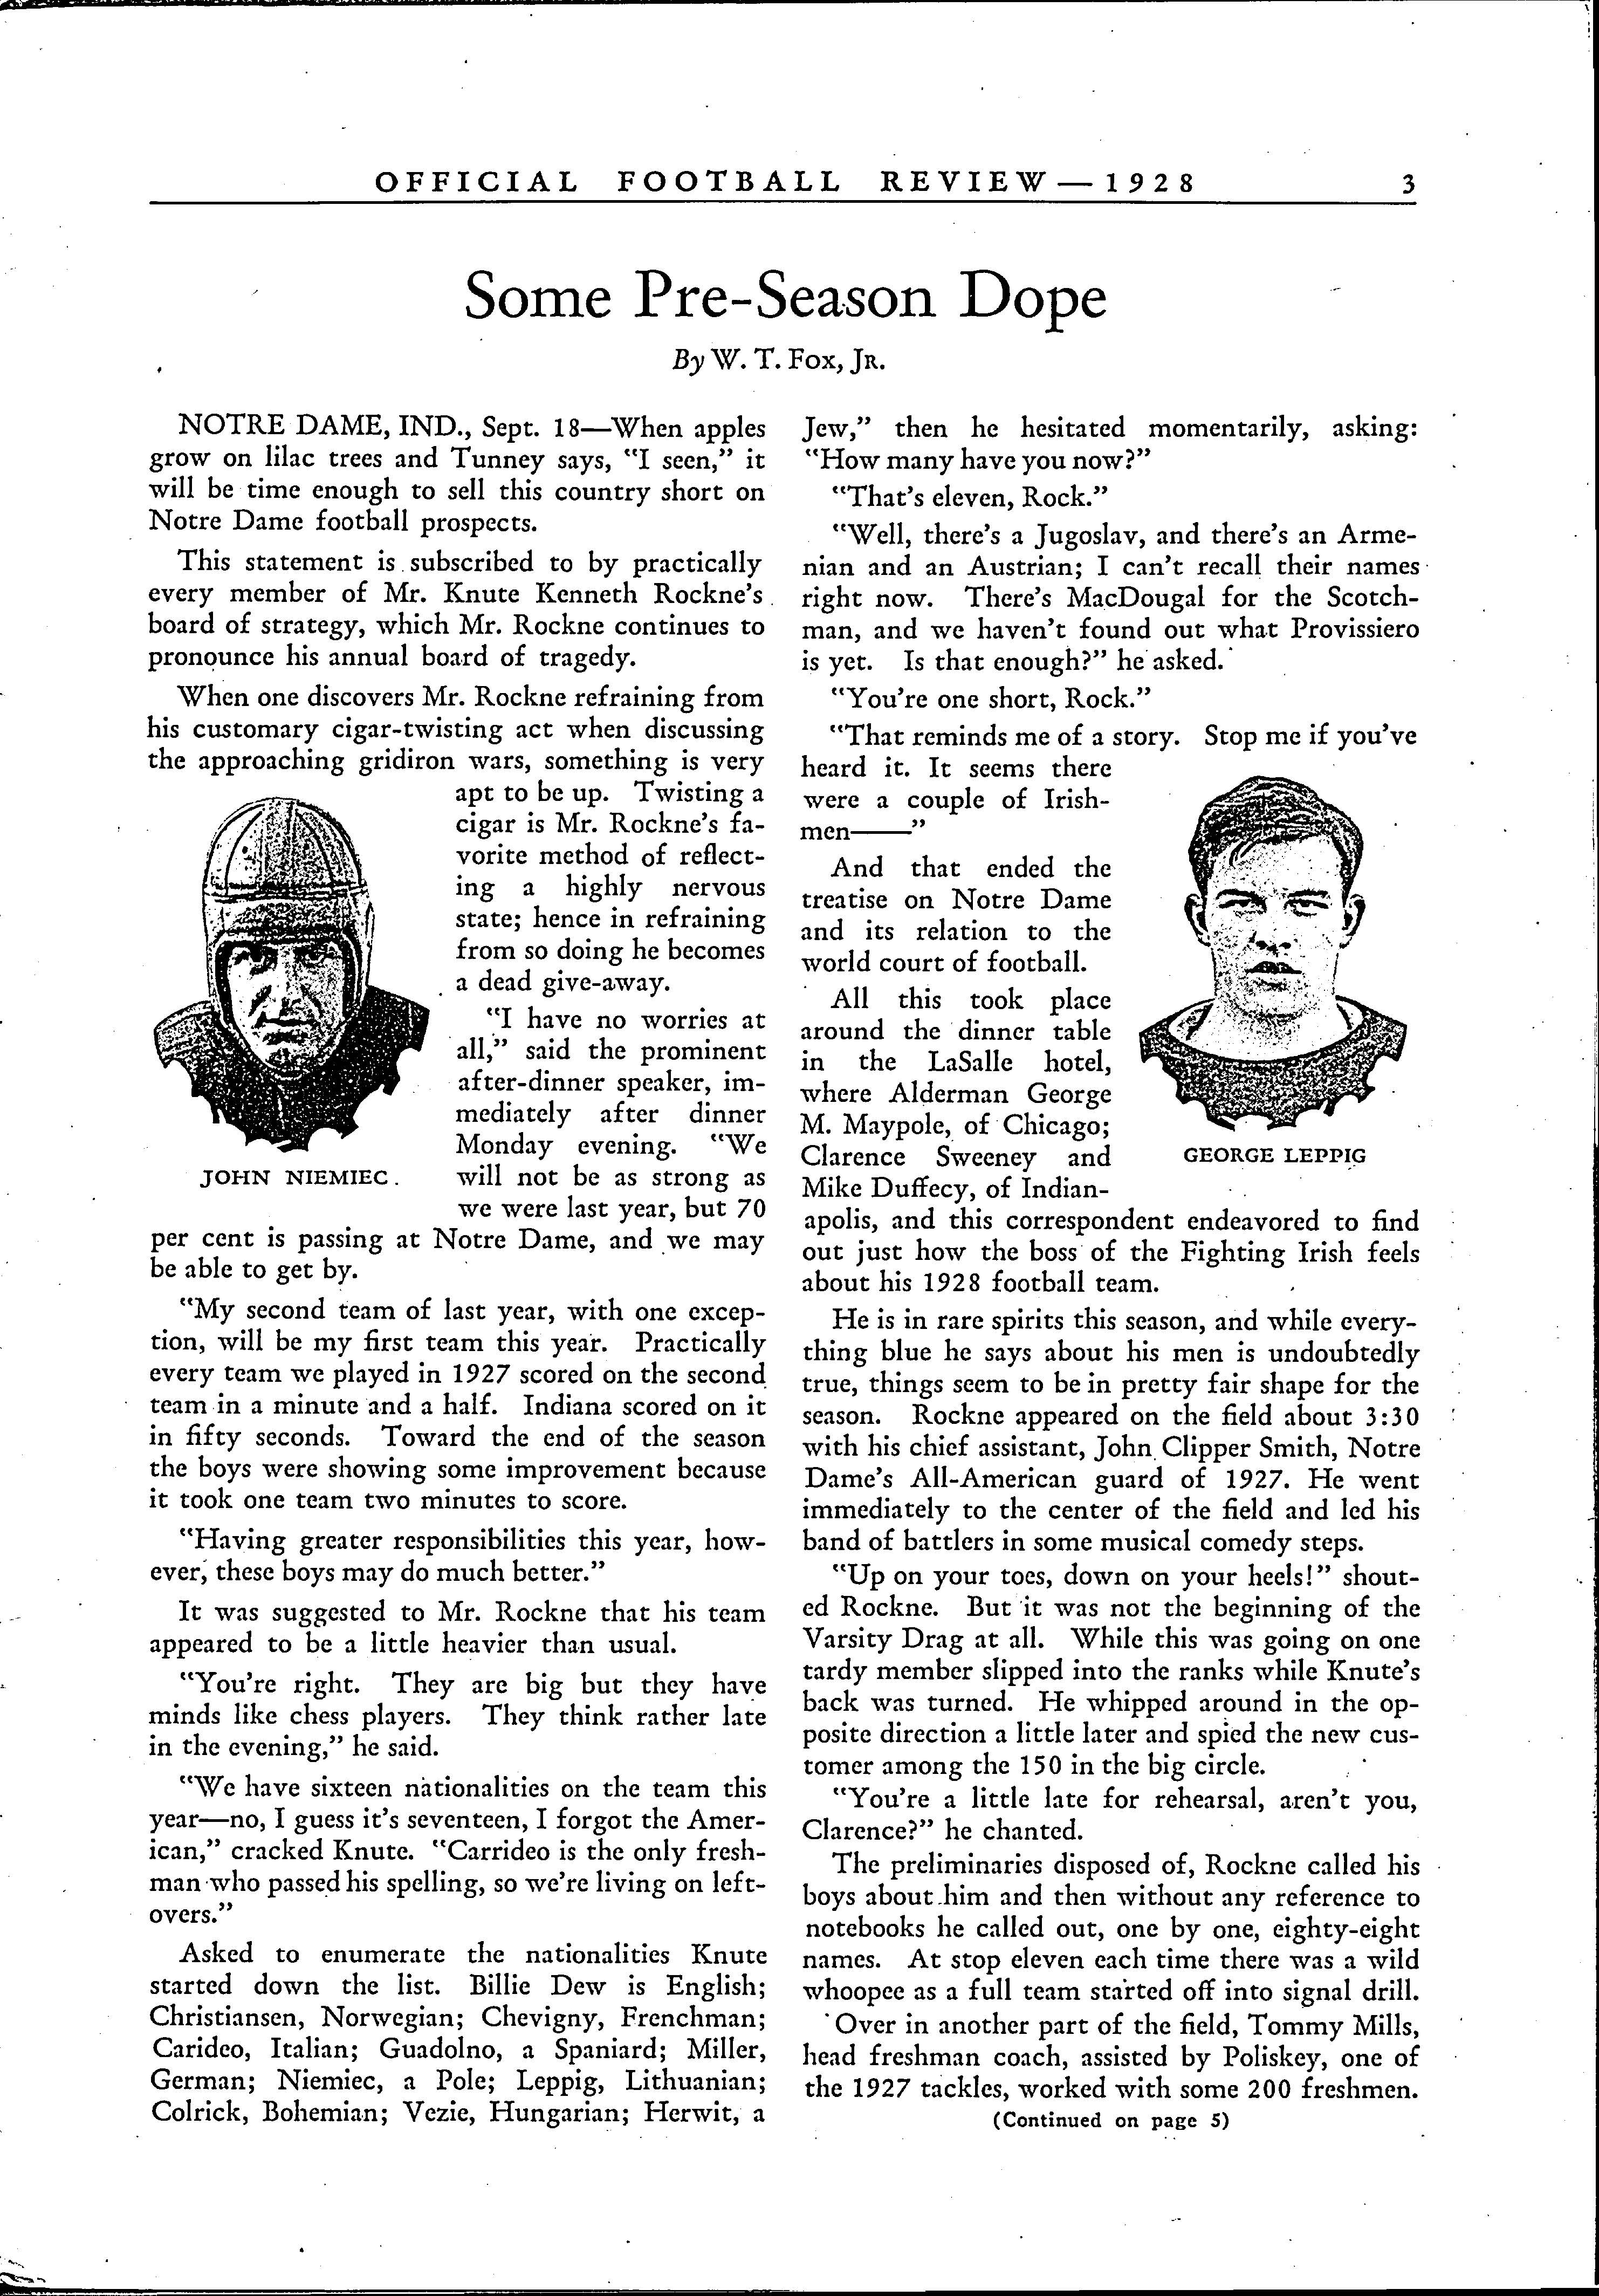 OFFICIAL FOOTBALL REVIEW — 1928 3
Some Pre-Season Dope
By W. T. Fox, Jr.
NOTRE DAME, IND., Sept. 18—When apples
grow on lilac trees and Tunney says, "I seen," it
will be time enough to sell this country short on
Notre Dame football prospects.
This statement is subscribed to by practically
every member of Mr. Knute Kenneth Rockne's
board of strategy, which Mr. Rockne continues to
pronounce his annual board of tragedy.
When one discovers Mr. Rockne refraining from
his customary cigar-twisting act when discussing
the approaching gridiron wars, something is very
apt to be up. Twisting a
cigar is Mr. Rockne's fa-
vorite method of reflect-
ing a highly nervous
state; hence in refraining
from so doing he becomes
a dead give-away.
"I have no worries at
all," said the prominent
after-dinner speaker, im-
mediately after dinner
Monday evening. "We
will not be as strong as
we were last year, but 70
per cent is passing at Notre Dame, and we may
be able to get by.
JOHN NIEMIEC.
"My second team of last year, with one excep-
tion, will be my first team this year. Practically
every team we played in 1927 scored on the second
team in a minute and a half. Indiana scored on it
in fifty seconds. Toward the end of the season
the boys were showing some improvement because
it took one team two minutes to score.
"Having greater responsibilities this year, how-
ever, these boys may do much better."
It was suggested to Mr. Rockne that his team
appeared to be a little heavier than usual.
"You're right. They are big but they have
minds like chess players. They think rather late
in the evening," he said.
"We have sixteen nationalities on the team this
year—no, I guess it's seventeen, I forgot the Amer-
ican," cracked Knute. "Carrideo is the only fresh-
man who passed his spelling, so we're living on left-
overs."
Asked to enumerate the nationalities Knute
started down the list. Billie Dew is English;
Christiansen, Norwegian; Chevigny, Frenchman;
Carideo, Italian; Guadolno, a Spaniard; Miller,
German; Niemiec, a Pole; Leppig, Lithuanian;
Colrick, Bohemian; Vezie, Hungarian; Herwit, a
Jew," then he hesitated momentarily, asking:
"How many have you now?"
"That's eleven, Rock."
"Well, there's a Jugoslav, and there's an Arme-
nian and an Austrian; I can't recall their names
right now. There's MacDougal for the Scotch-
man, and we haven't found out what Provissiero
is yet. Is that enough?" he asked.
"You're one short, Rock."
"That reminds me of a story. Stop me if you've
heard it. It seems there
were a couple of Irish-
men——"
And that ended the
treatise on Notre Dame
and its relation to the
world court of football.
All this took place
around the dinner table
in the LaSalle hotel,
where Alderman George
M. Maypole, of Chicago;
Clarence Sweeney and
Mike Duffecy, of Indian-
apolis, and this correspondent endeavored to find
out just how the boss of the Fighting Irish feels
about his 1928 football team.
GEORGE LEPPIG
He is in rare spirits this season, and while every-
thing blue he says about his men is undoubtedly
true, things seem to be in pretty fair shape for the
season. Rockne appeared on the field about 3:30
with his chief assistant, John Clipper Smith, Notre
Dame's All-American guard of 1927. He went
immediately to the center of the field and led his
band of battlers in some musical comedy steps.
"Up on your toes, down on your heels!" shout-
ed Rockne. But it was not the beginning of the
Varsity Drag at all. While this was going on one
tardy member slipped into the ranks while Knute's
back was turned. He whipped around in the op-
posite direction a little later and spied the new cus-
tomer among the 150 in the big circle.
"You're a little late for rehearsal, aren't you,
Clarence?" he chanted.
The preliminaries disposed of, Rockne called his
boys about him and then without any reference to
notebooks he called out, one by one, eighty-eight
names. At stop eleven each time there was a wild
whoopee as a full team started off into signal drill.
Over in another part of the field, Tommy Mills,
head freshman coach, assisted by Poliskey, one of
the 1927 tackles, worked with some 200 freshmen.
(Continued on page 5)